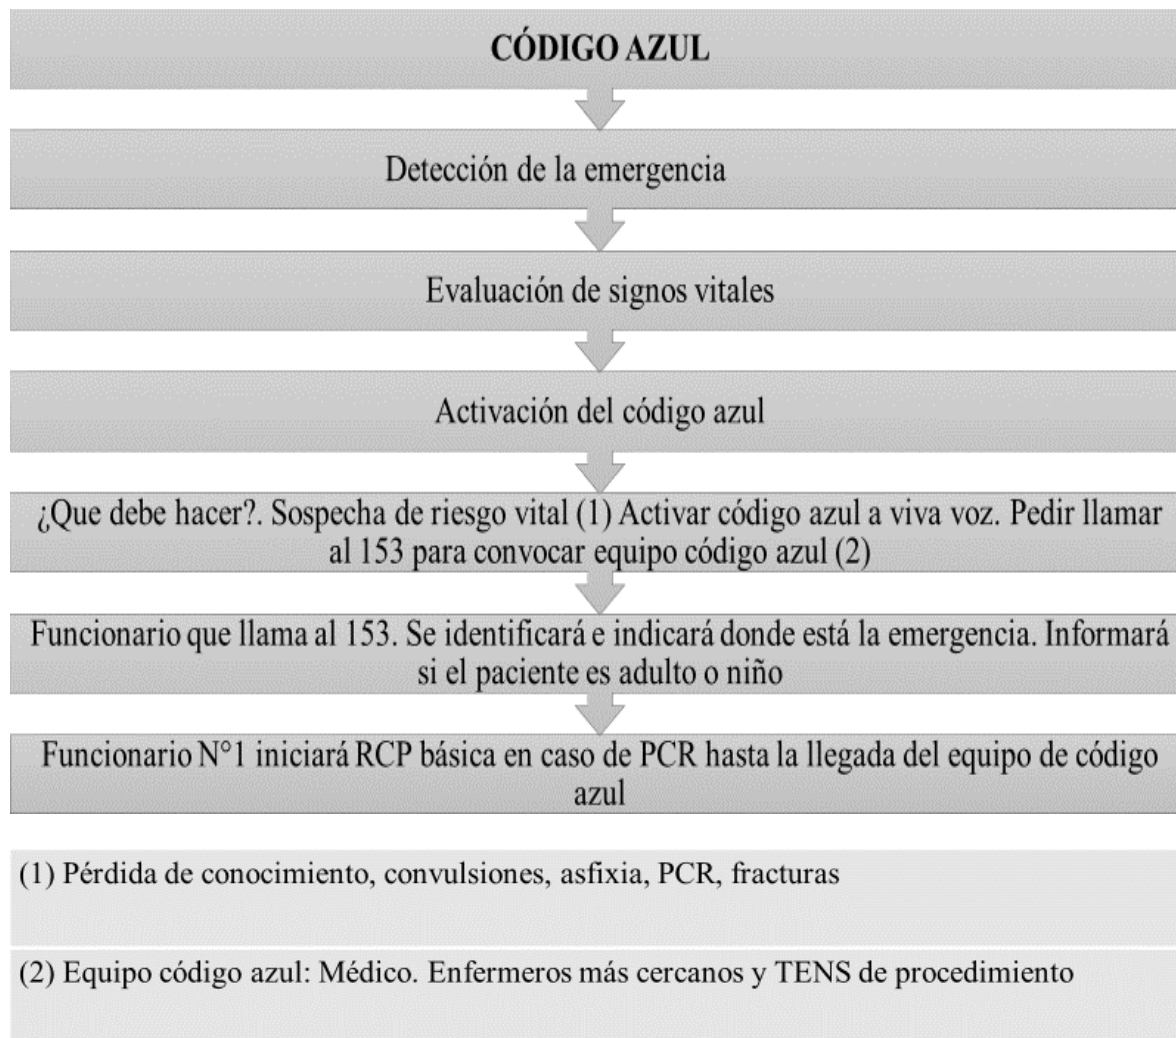 CÓDIGO AZUL
Detección de la emergencia
Evaluación de signos vitales
Activación del código azul
¿Que debe hacer?. Sospecha de riesgo vital (1) Activar código azul a viva voz. Pedir llamar
al 153 para convocar equipo código azul (2)
Funcionario que llama al 153. Se identificará e indicará donde está la emergencia. Informará
si el paciente es adulto o niño
Funcionario N°1 iniciará RCP básica en caso de PCR hasta la llegada del equipo de código
azul
(1) Pérdida de conocimiento, convulsiones, asfixia, PCR, fracturas
(2) Equipo código azul: Médico. Enfermeros más cercanos y TENS de procedimiento